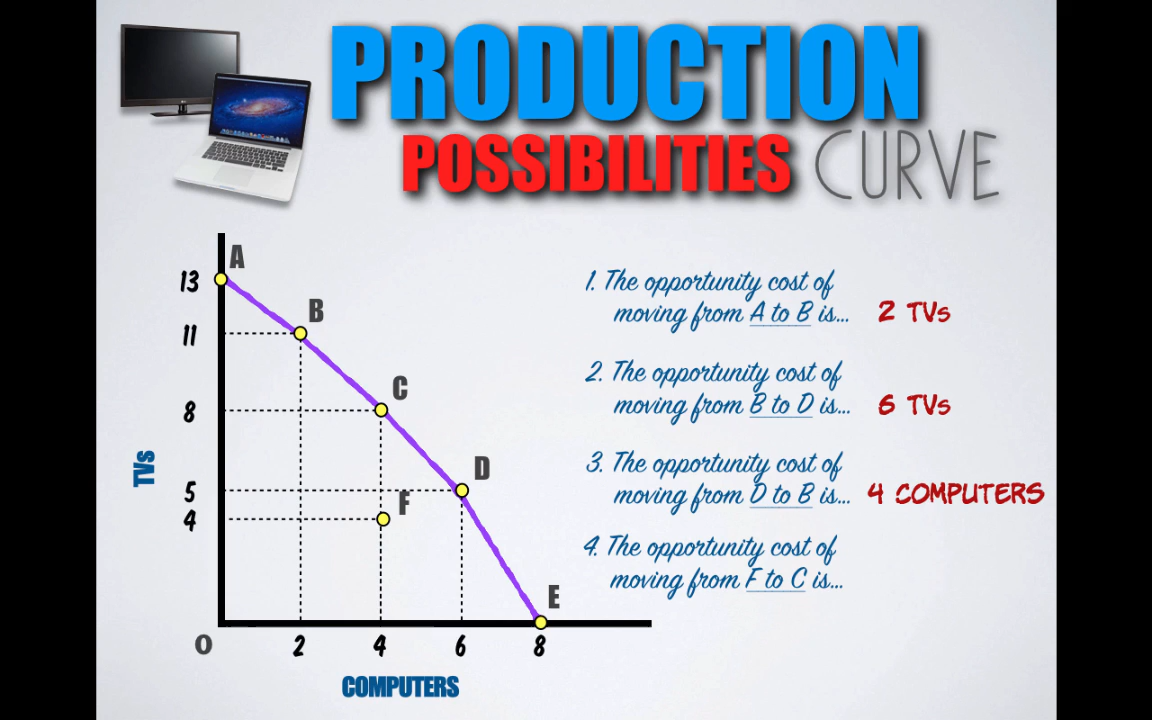 PRODUCTION
POSSIBILITIES CURVE
A
13
B
11
C
8
TVs
D
5
F
4
E
0 2 4 6 8
COMPUTERS
1. The opportunity cost of
moving from A to B is... 2 TVs
2. The opportunity cost of
moving from B to D is... 6 TVs
3. The opportunity cost of
moving from D to B is... 4 COMPUTERS
4. The opportunity cost of
moving from F to C is...